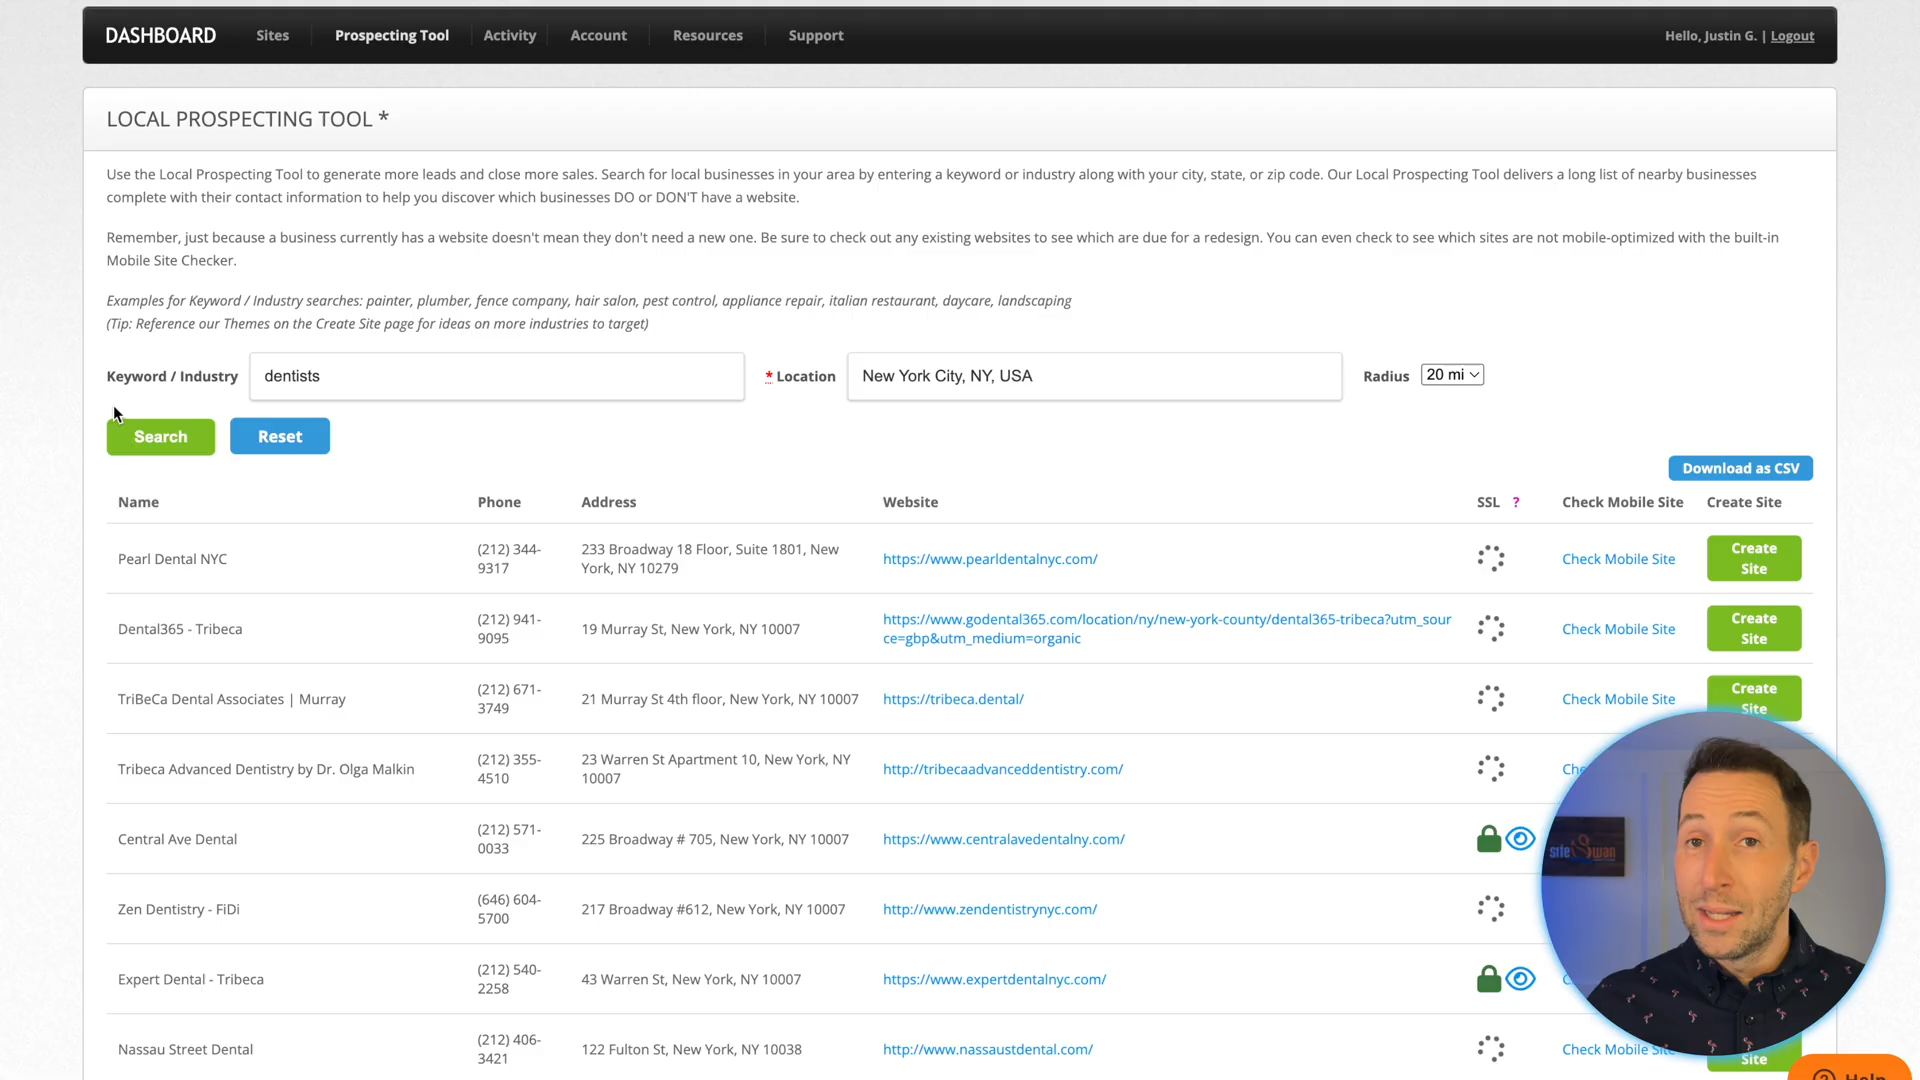 DASHBOARD Sites Prospecting Tool Activity Account Resources Support Hello, Justin G. | Logout
LOCAL PROSPECTING TOOL *
Use the Local Prospecting Tool to generate more leads and close more sales. Search for local businesses in your area by entering a keyword or industry along with your city, state, or zip code. Our Local Prospecting Tool delivers a long list of nearby businesses
complete with their contact information to help you discover which businesses DO or DON'T have a website.
Remember, just because a business currently has a website doesn't mean they don't need a new one. Be sure to check out any existing websites to see which are due for a redesign. You can even check to see which sites are not mobile-optimized with the built-in
Mobile Site Checker.
Examples for Keyword / Industry searches: painter, plumber, fence company, hair salon, pest control, appliance repair, italian restaurant, daycare, landscaping
(Tip: Reference our Themes on the Create Site page for ideas on more industries to target)
Keyword / Industry dentists * Location New York City, NY, USA Radius 20 mi
Search Reset
Download as CSV
Name Phone Address Website SSL ? Check Mobile Site Create Site
Pearl Dental NYC (212) 344-
9317 233 Broadway 18 Floor, Suite 1801, New
York, NY 10279 https://www.pearldentalnyc.com/ Check Mobile Site Create
Site
Dental365 - Tribeca (212) 941-
9095 19 Murray St, New York, NY 10007 https://www.godental365.com/location/ny/new-york-county/dental365-tribeca?utm_sour
ce=gbp&utm_medium=organic Check Mobile Site Create
Site
TriBeCa Dental Associates | Murray (212) 671-
3749 21 Murray St 4th floor, New York, NY 10007 https://tribeca.dental/ Check Mobile Site Create
Site
Tribeca Advanced Dentistry by Dr. Olga Malkin (212) 355-
4510 23 Warren St Apartment 10, New York, NY
10007 http://tribecaadvanceddentistry.com/
Central Ave Dental (212) 571-
0033 225 Broadway # 705, New York, NY 10007 https://www.centralavedentalny.com/
site Swan
Zen Dentistry - FiDi (646) 604-
5700 217 Broadway #612, New York, NY 10007 http://www.zendentistrynyc.com/
Expert Dental - Tribeca (212) 540-
2258 43 Warren St, New York, NY 10007 https://www.expertdentalnyc.com/
Nassau Street Dental (212) 406-
3421 122 Fulton St, New York, NY 10038 http://www.nassaustdental.com/ Check Mobile Site
Site
Help